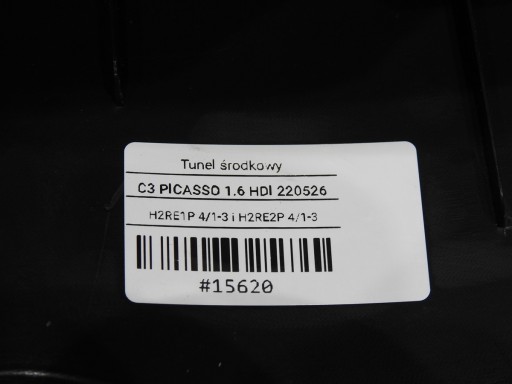 Tunel środkowy
C3 PICASSO 1.6 HDI 220526
H2RE1P 4/1-3 i H2RE2P 4/1-3
#15620